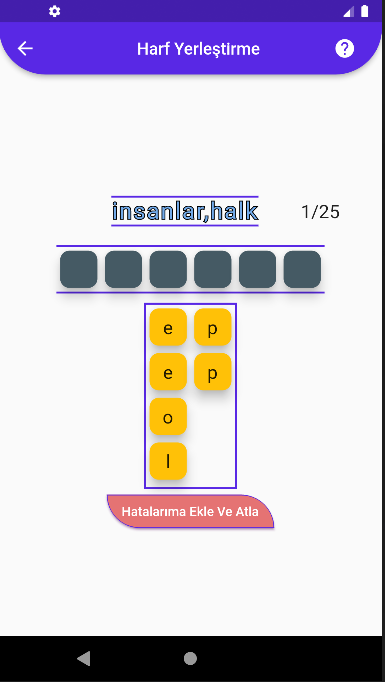 Harf Yerleştirme
insanlar,halk 1/25
e p
e p
o
l
Hatalarıma Ekle Ve Atla